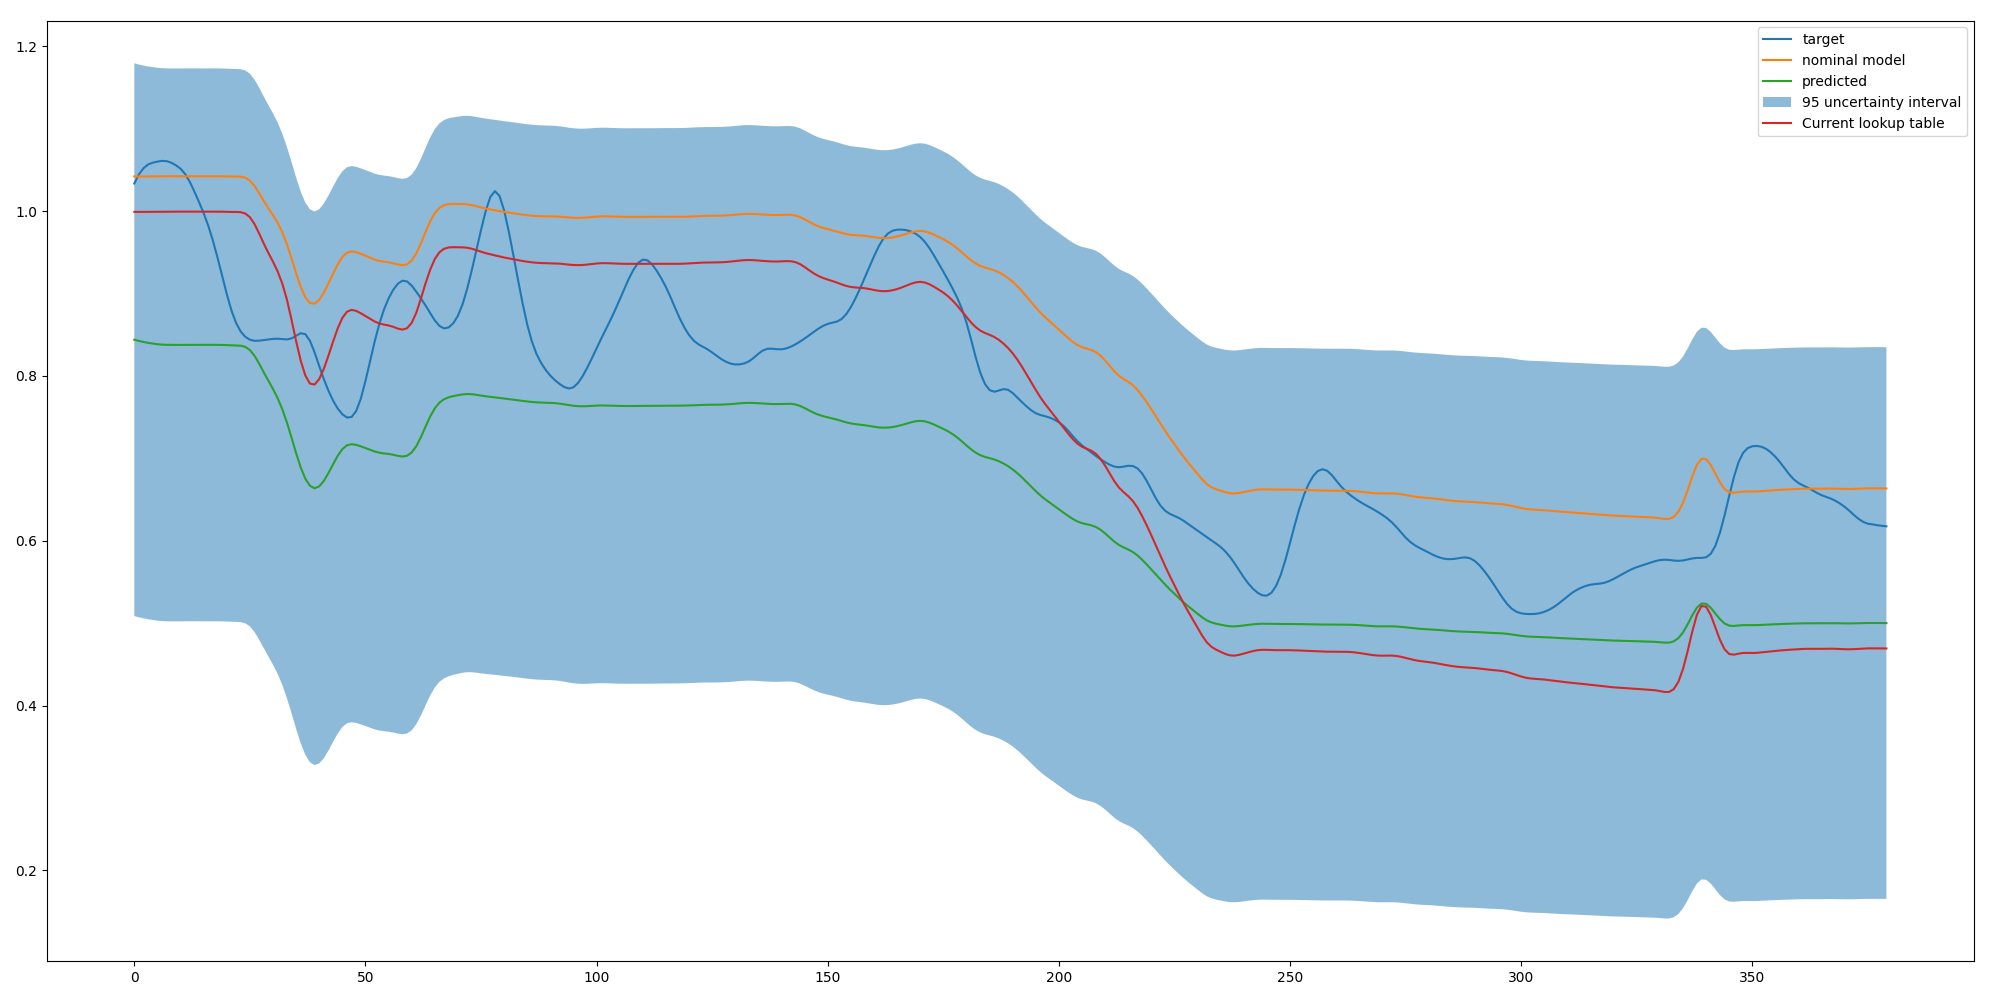 target
nominal model
predicted
95 uncertainty interval
Current lookup table
1.2
1.0
0.8
0.6
0.4
0.2
0 50 100 150 200 250 300 350